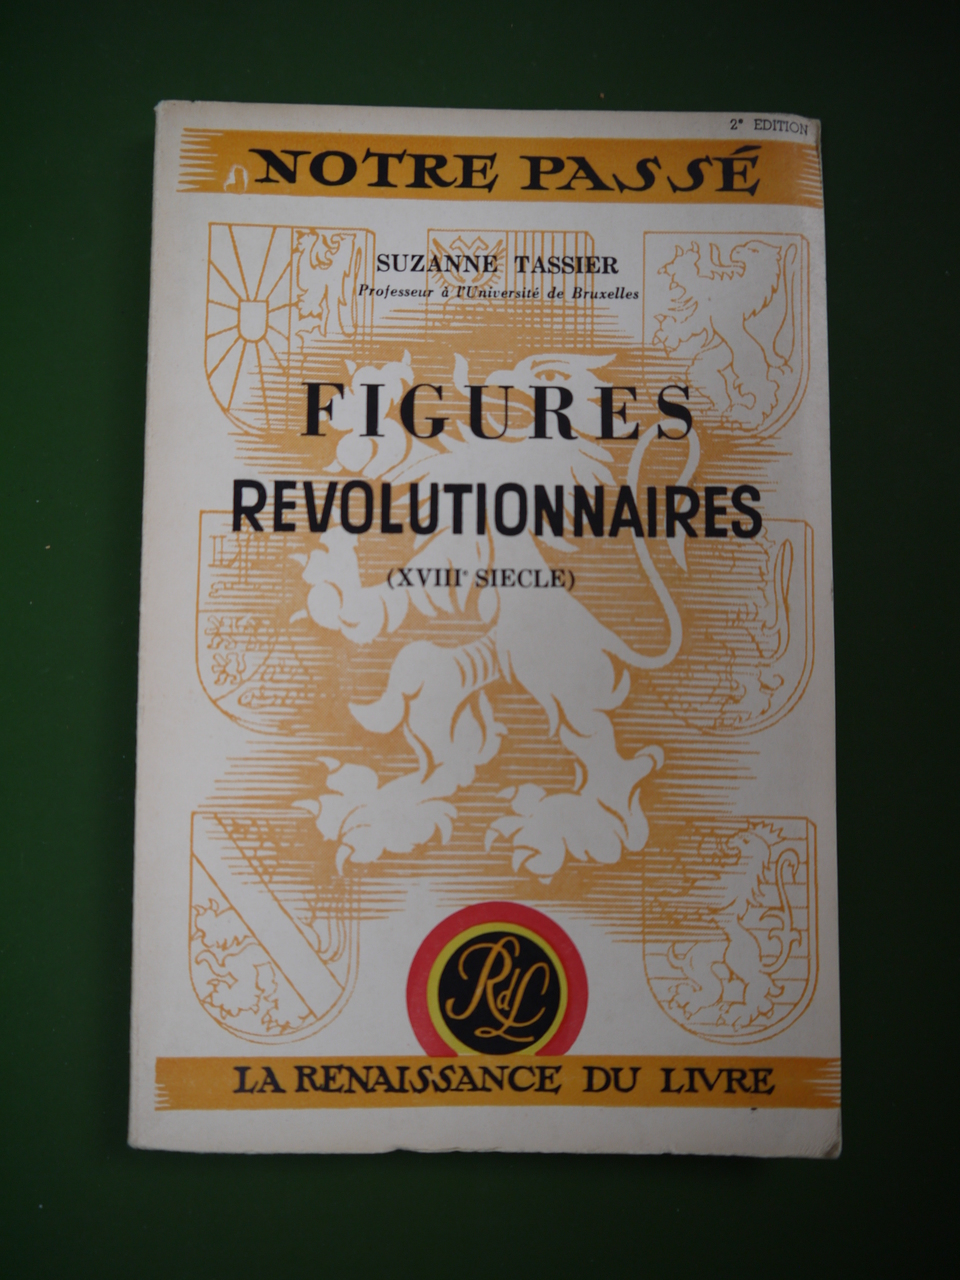 2e EDITION
NOTRE PASSÉ
SUZANNE TASSIER
Professeur à l'Université de Bruxelles
FIGURES
REVOLUTIONNAIRES
(XVIIIe SIECLE)
RdL
LA RENAISSANCE DU LIVRE